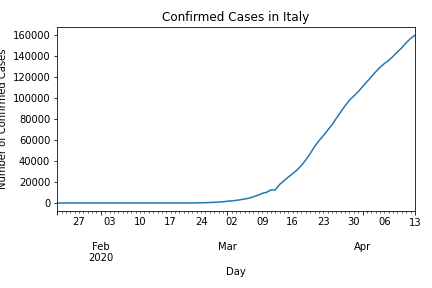 Confirmed Cases in Italy
160000
140000
120000
100000
80000
60000
40000
20000
0
Number of Confirmed Cases
27 03 10 17 24 02 09 16 23 30 06 13
Feb Mar Apr
2020
Day